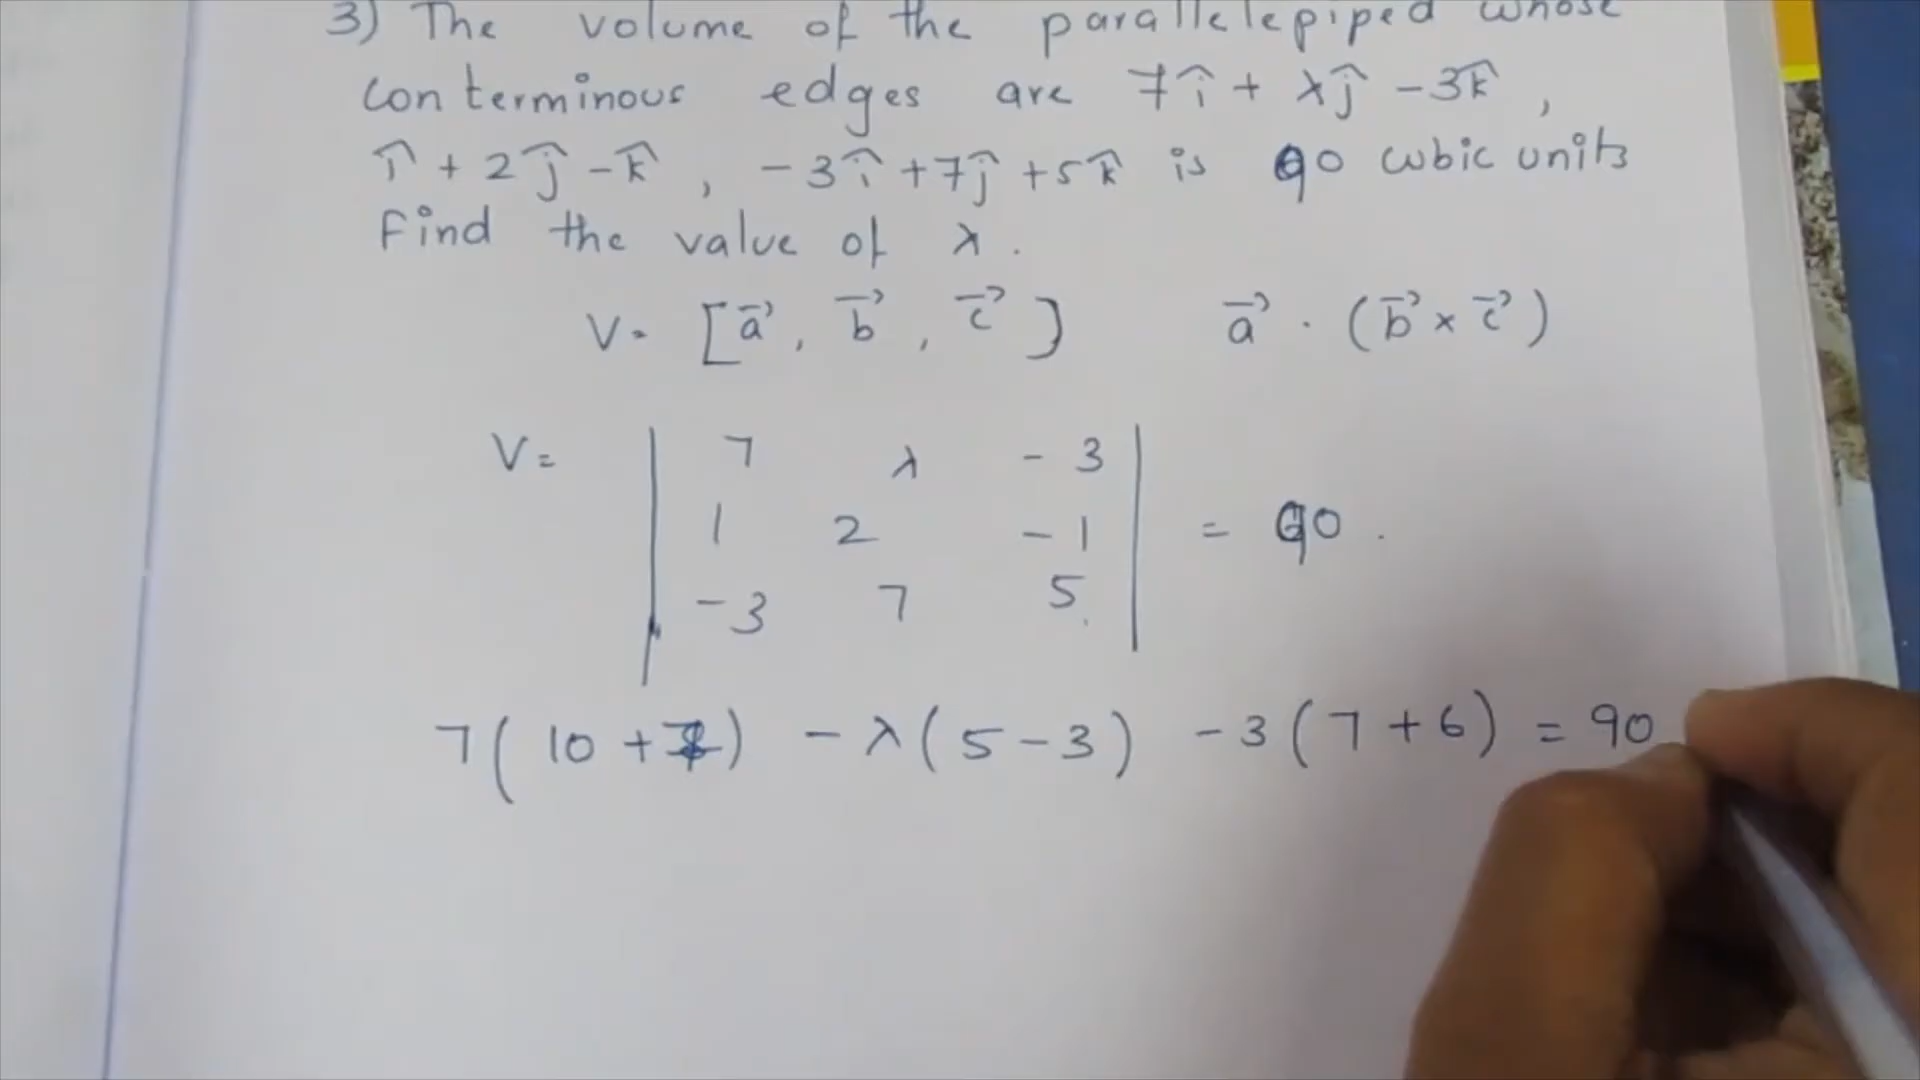 3) The volume of the parallelepiped whose
conterminous edges are 7î + λĵ - 3k̂ ,
î + 2ĵ - k̂ , - 3î + 7ĵ + 5k̂ is 90 cubic units
Find the value of λ .
V = [a⃗, b⃗, c⃗] a⃗ . (b⃗ × c⃗)
7 λ - 3
V = 1 2 - 1 = 90 .
- 3 7 5
7( 10 + 7) - λ( 5 - 3) - 3(7 + 6) = 90